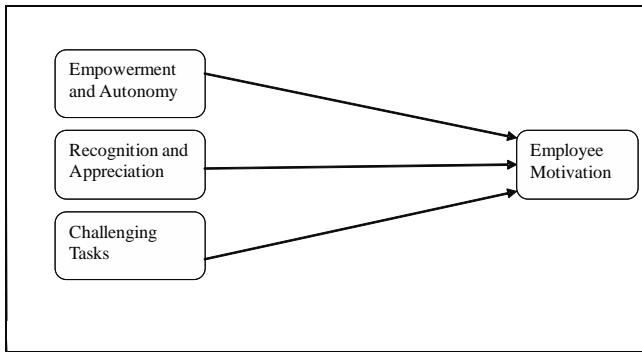 Empowerment
and Autonomy
Recognition and
Appreciation
Challenging
Tasks
Employee
Motivation